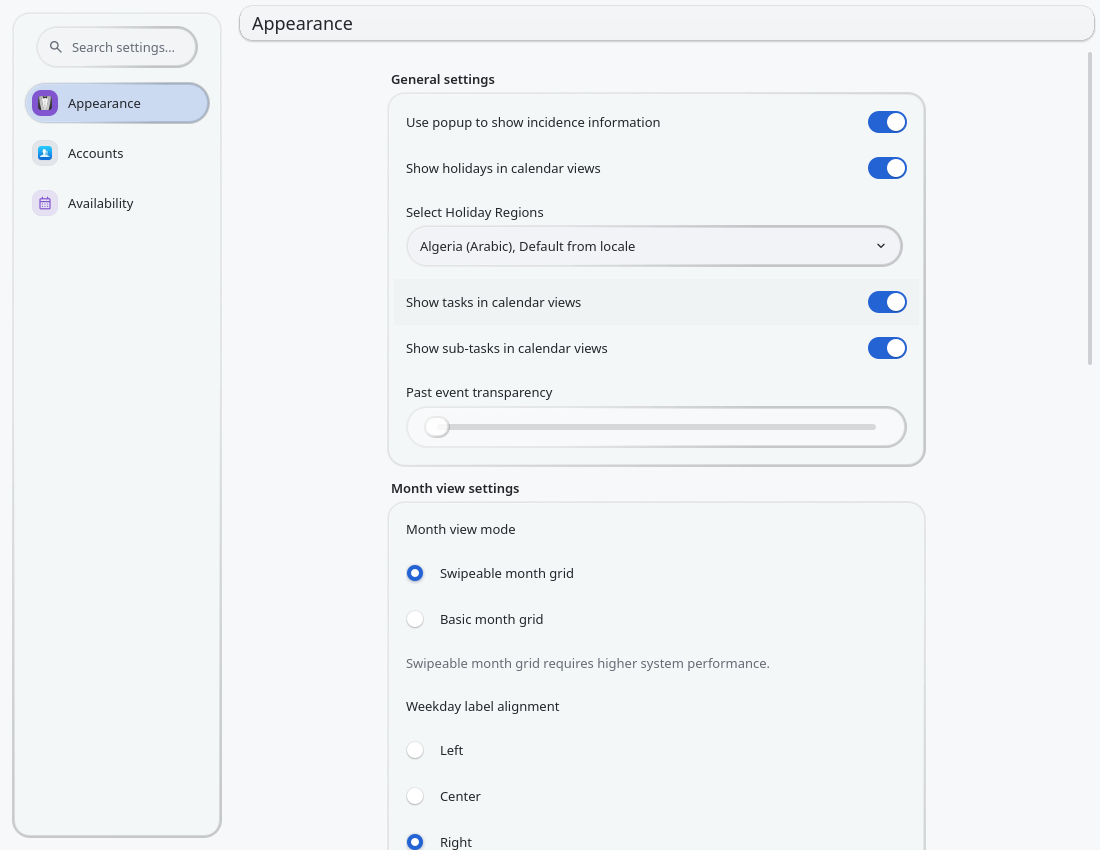 Search settings...
Appearance
Accounts
Availability
Appearance
General settings
Use popup to show incidence information
Show holidays in calendar views
Select Holiday Regions
Algeria (Arabic), Default from locale
Show tasks in calendar views
Show sub-tasks in calendar views
Past event transparency
Month view settings
Month view mode
Swipeable month grid
Basic month grid
Swipeable month grid requires higher system performance.
Weekday label alignment
Left
Center
Right